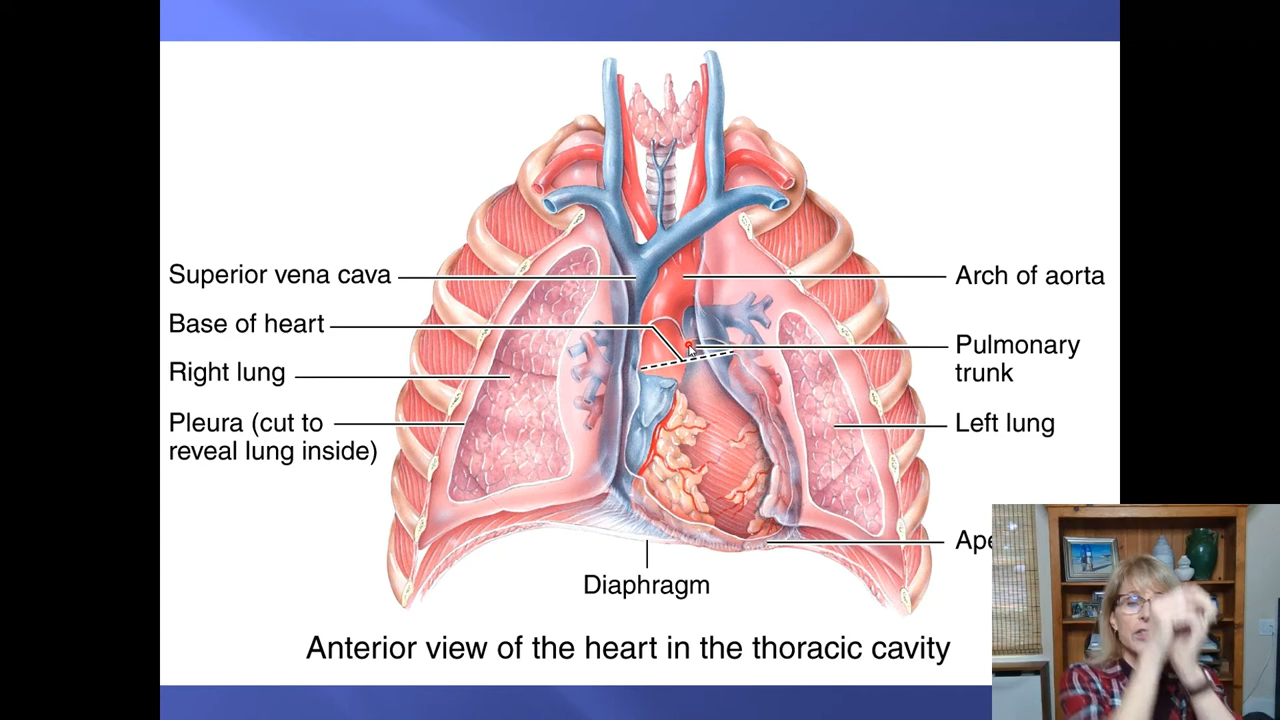 Superior vena cava
Base of heart
Right lung
Pleura (cut to
reveal lung inside)
Arch of aorta
Pulmonary
trunk
Left lung
Diaphragm
Anterior view of the heart in the thoracic cavity